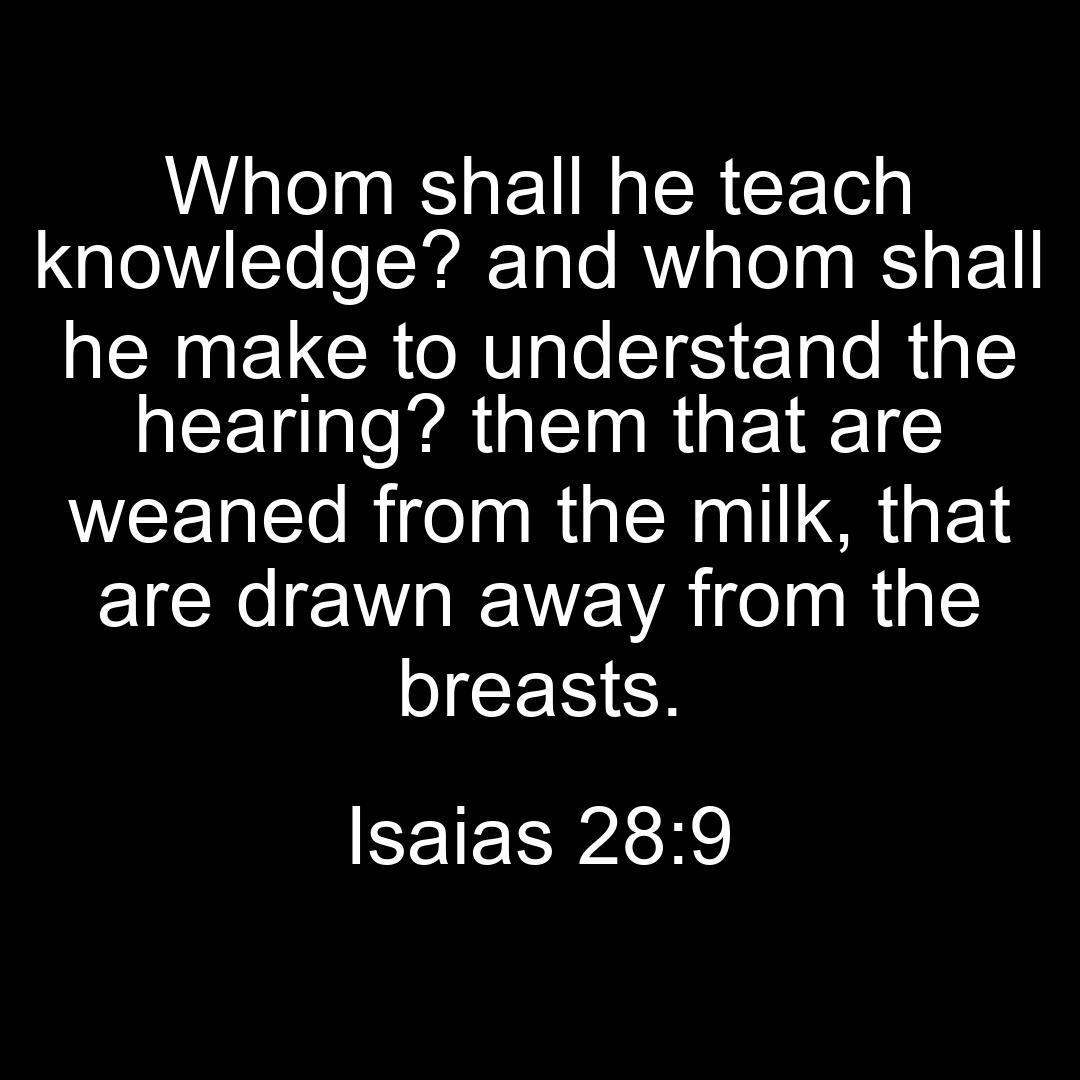 Whom shall he teach
knowledge? and whom shall
he make to understand the
hearing? them that are
weaned from the milk, that
are drawn away from the
breasts.
Isaias 28:9